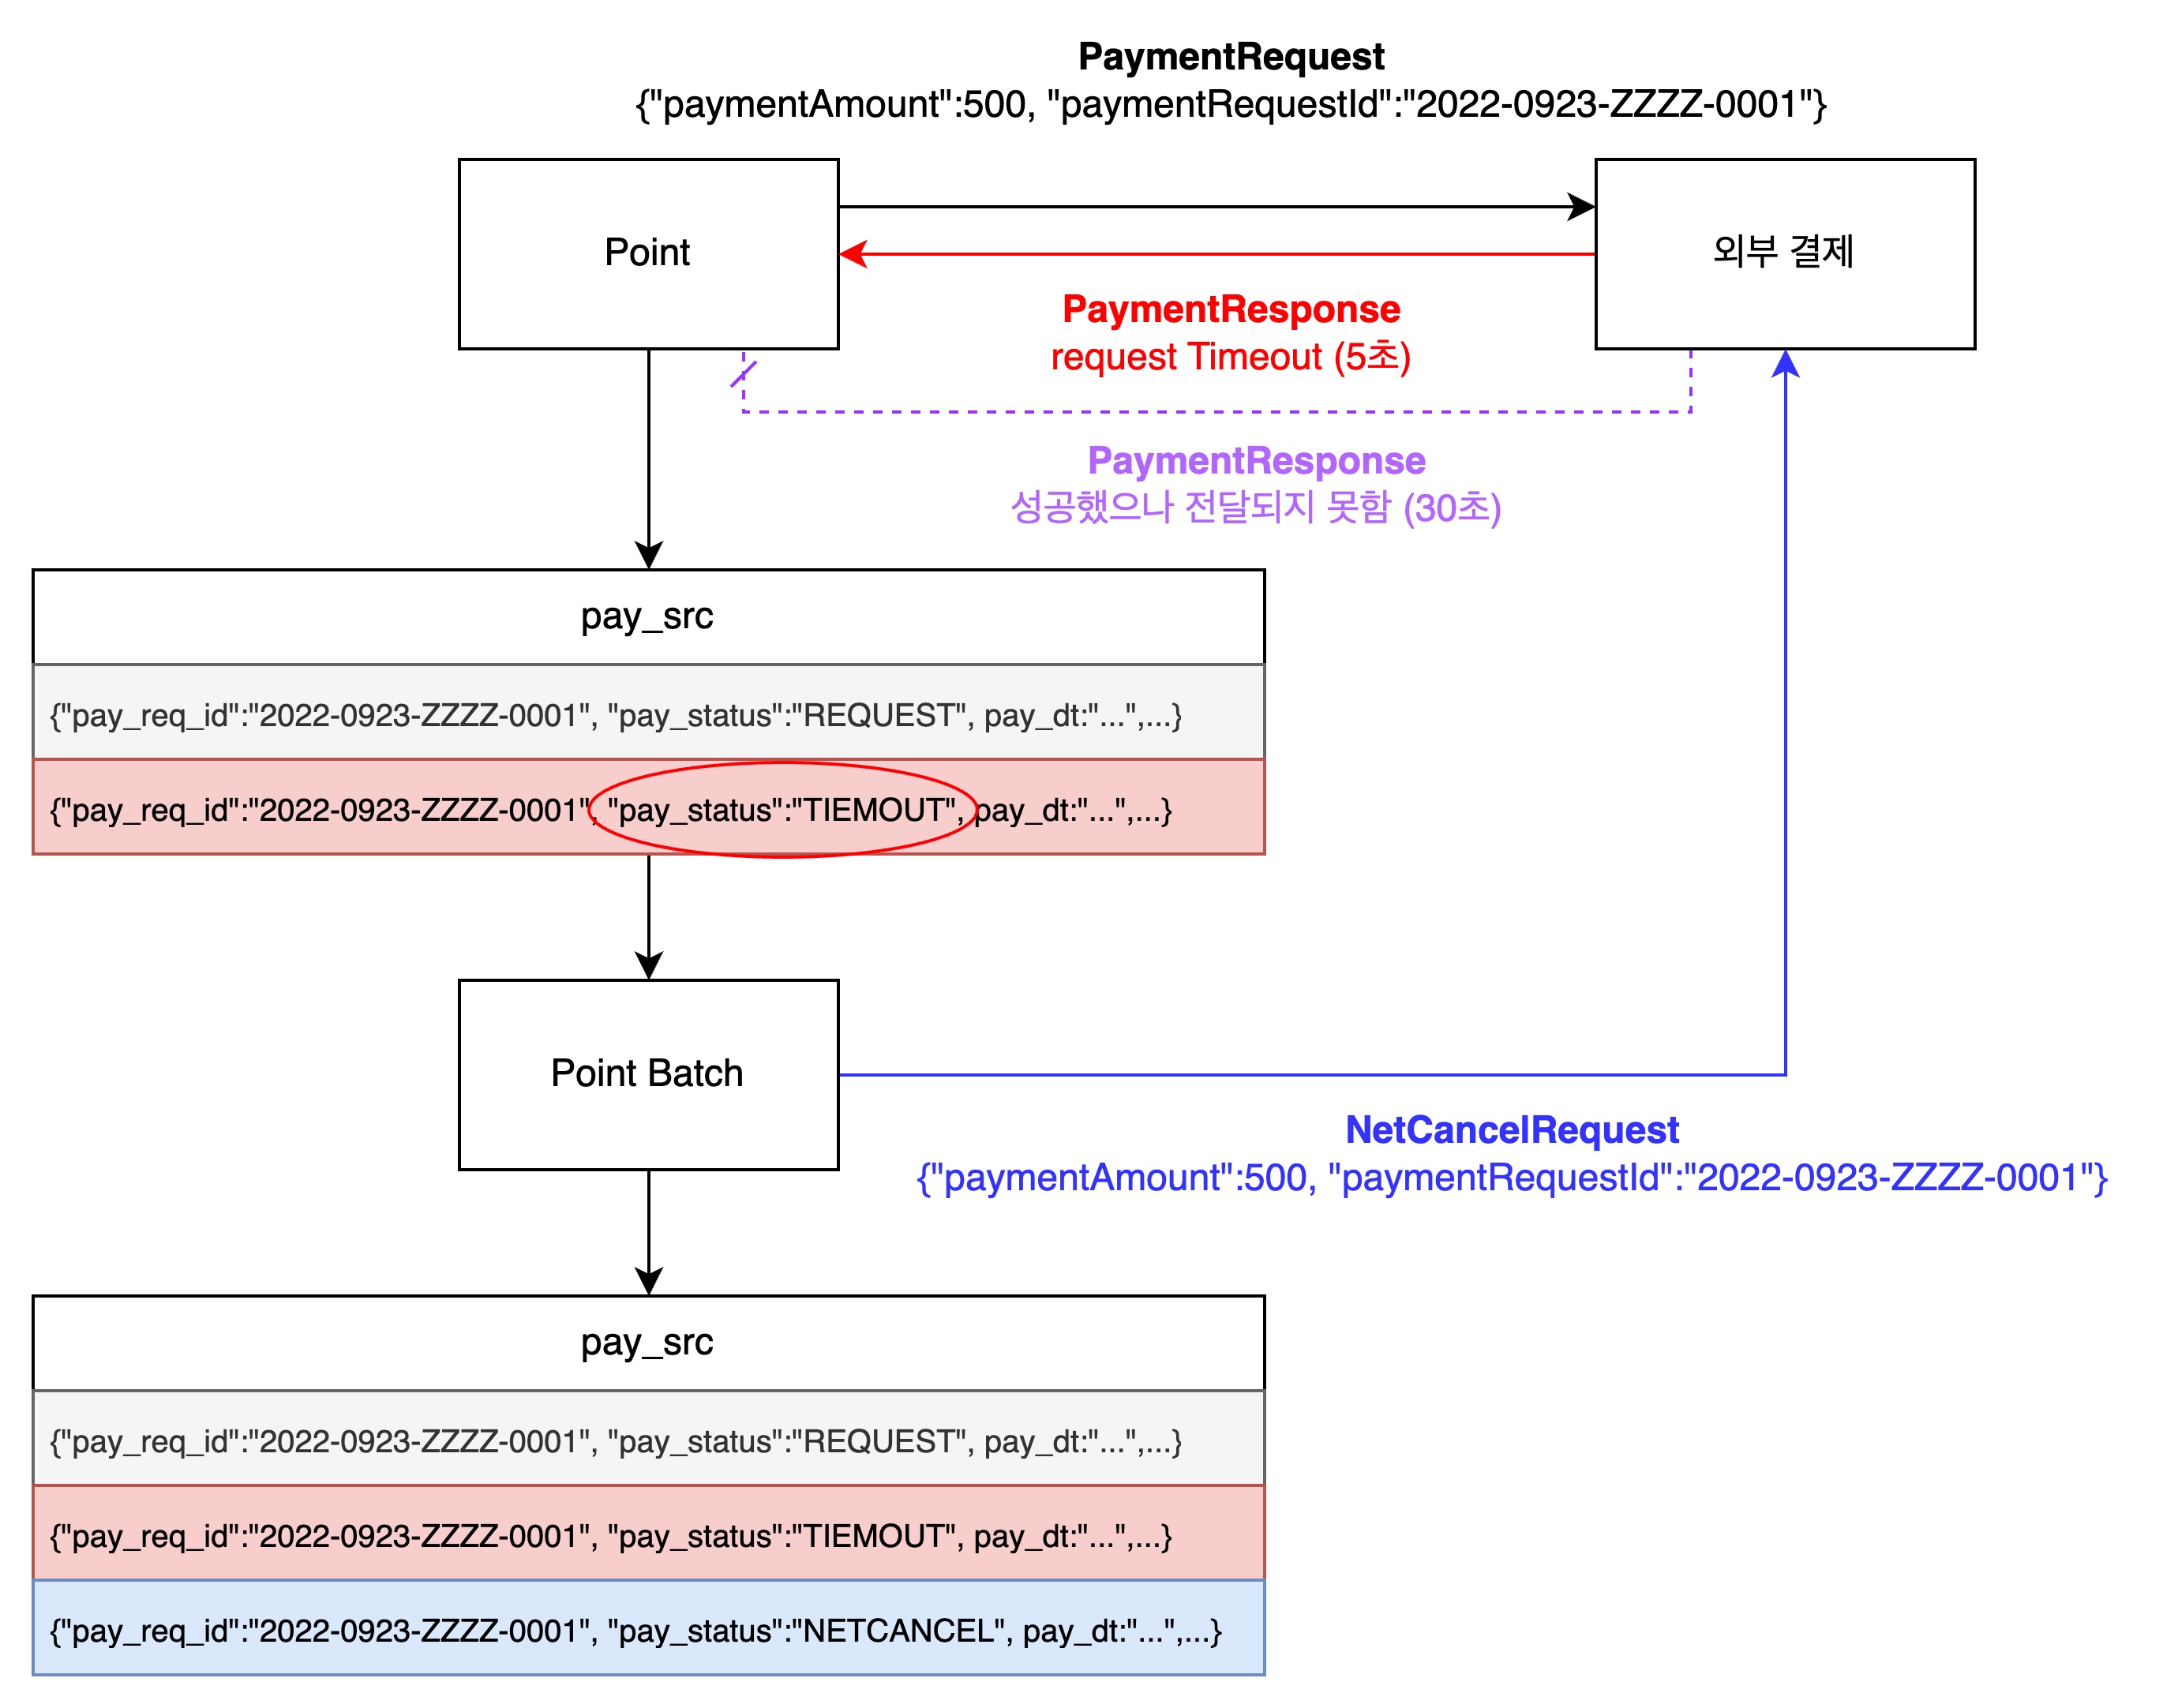 PaymentRequest
{"paymentAmount":500, "paymentRequestId":"2022-0923-ZZZZ-0001"}
Point
외부 결제
PaymentResponse
request Timeout (5초)
PaymentResponse
성공했으나 전달되지 못함 (30초)
pay_src
{"pay_req_id":"2022-0923-ZZZZ-0001", "pay_status":"REQUEST", pay_dt:"...",...}
{"pay_req_id":"2022-0923-ZZZZ-0001", "pay_status":"TIEMOUT", pay_dt:"...",...}
Point Batch
NetCancelRequest
{"paymentAmount":500, "paymentRequestId":"2022-0923-ZZZZ-0001"}
pay_src
{"pay_req_id":"2022-0923-ZZZZ-0001", "pay_status":"REQUEST", pay_dt:"...",...}
{"pay_req_id":"2022-0923-ZZZZ-0001", "pay_status":"TIEMOUT", pay_dt:"...",...}
{"pay_req_id":"2022-0923-ZZZZ-0001", "pay_status":"NETCANCEL", pay_dt:"...",...}